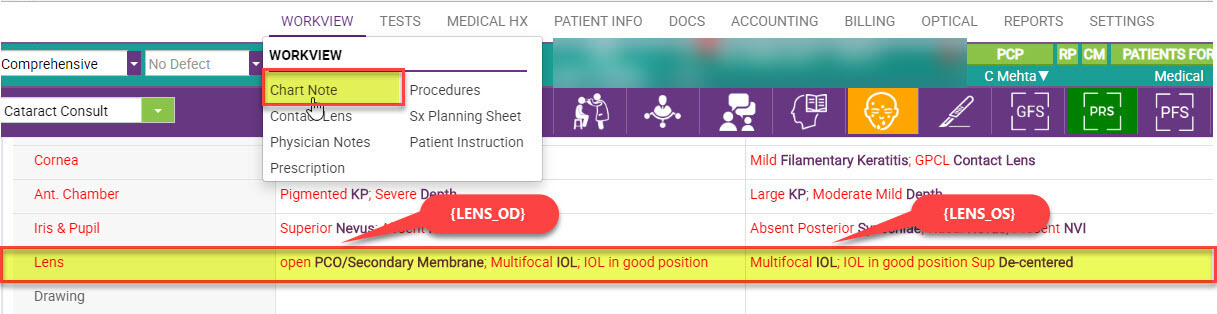 WORKVIEW TESTS MEDICAL HX PATIENT INFO DOCS ACCOUNTING BILLING OPTICAL REPORTS SETTINGS
WORKVIEW
Comprehensive No Defect PCP RP CM PATIENTS FOR
C Mehta▼ Medical
Chart Note Procedures
Cataract Consult Contact Lens Sx Planning Sheet GFS PRS PFS
Physician Notes Patient Instruction
Prescription
Cornea Mild Filamentary Keratitis; GPCL Contact Lens
Ant. Chamber Pigmented KP; Severe Depth Large KP; Moderate Mild Depth
{LENS_OD} {LENS_OS}
Iris & Pupil Superior Nevus; Absent Posterior NVI
Lens open PCO/Secondary Membrane; Multifocal IOL; IOL in good position Multifocal IOL; IOL in good position Sup De-centered
Drawing